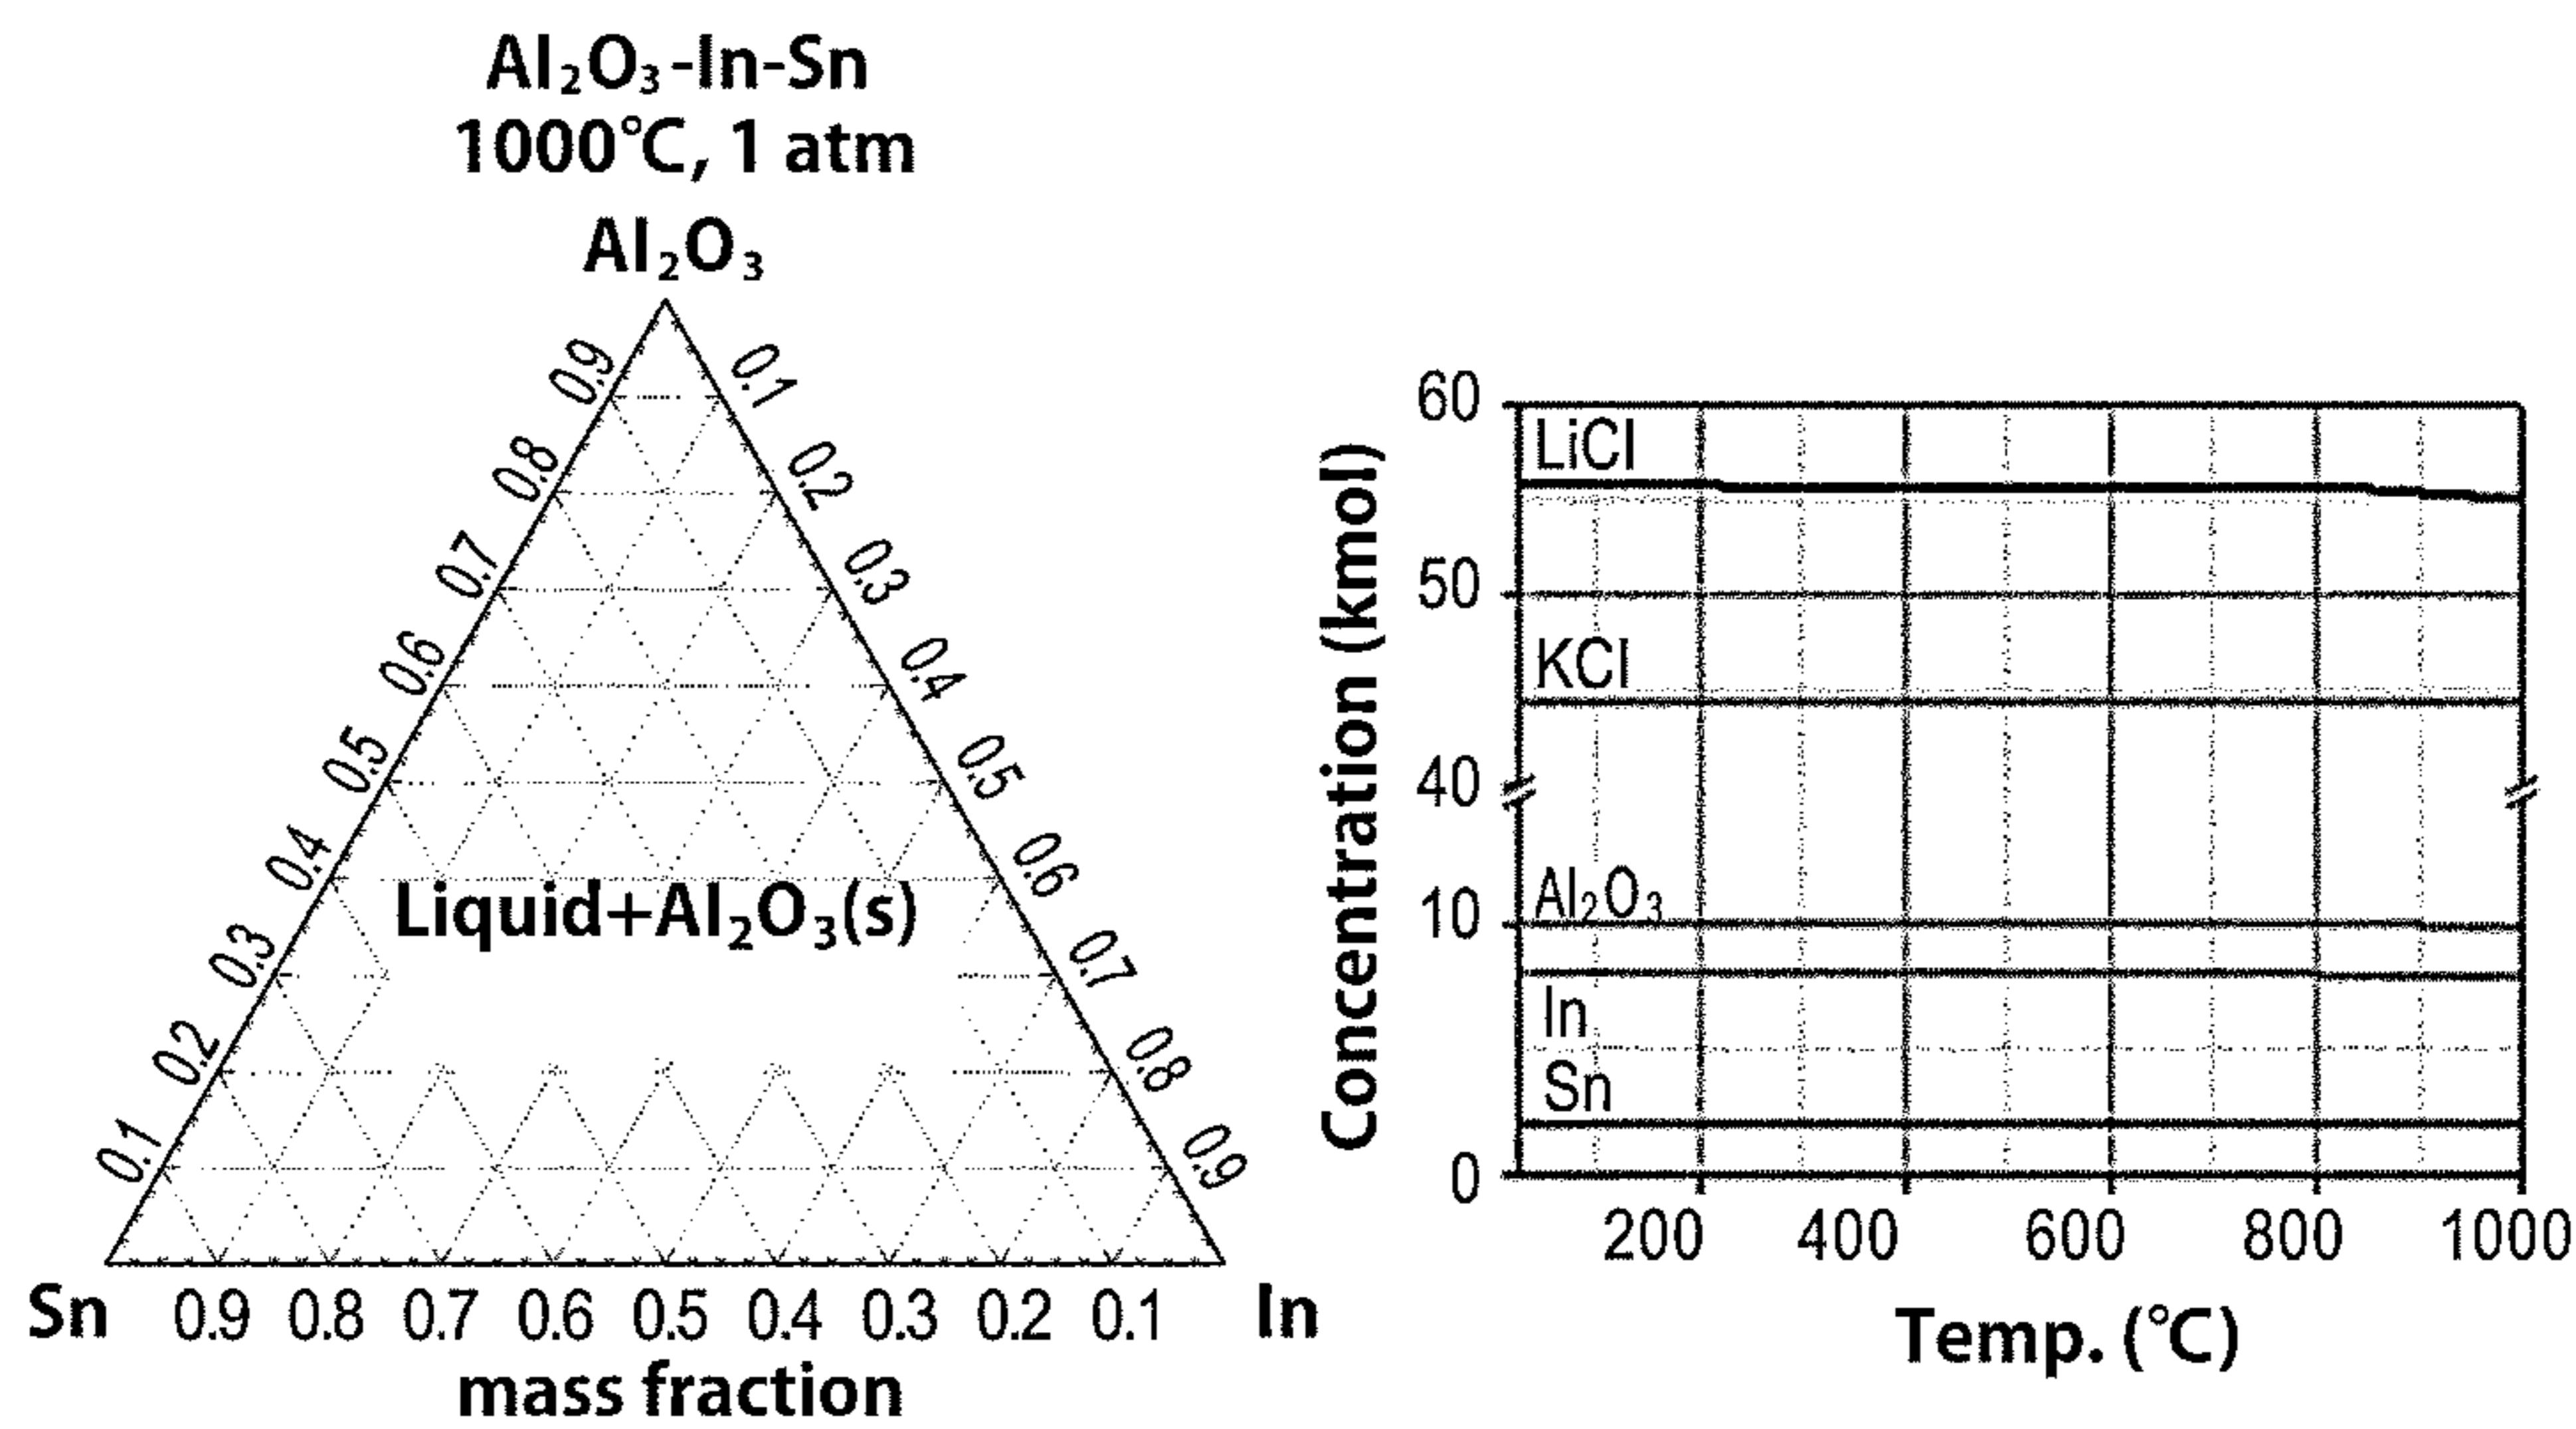 Al₂O₃-In-Sn
1000°C, 1 atm
Al₂O₃
0.9
0.8
0.7
0.6
0.5
0.4
0.3
0.2
0.1
0.1
0.2
0.3
0.4
0.5
0.6
0.7
0.8
0.9
Liquid+Al₂O₃(s)
Sn 0.9 0.8 0.7 0.6 0.5 0.4 0.3 0.2 0.1 In
mass fraction
Concentration (kmol)
60
50
40
10
0
LiCl
KCl
Al₂O₃
In
Sn
200 400 600 800 1000
Temp. (°C)